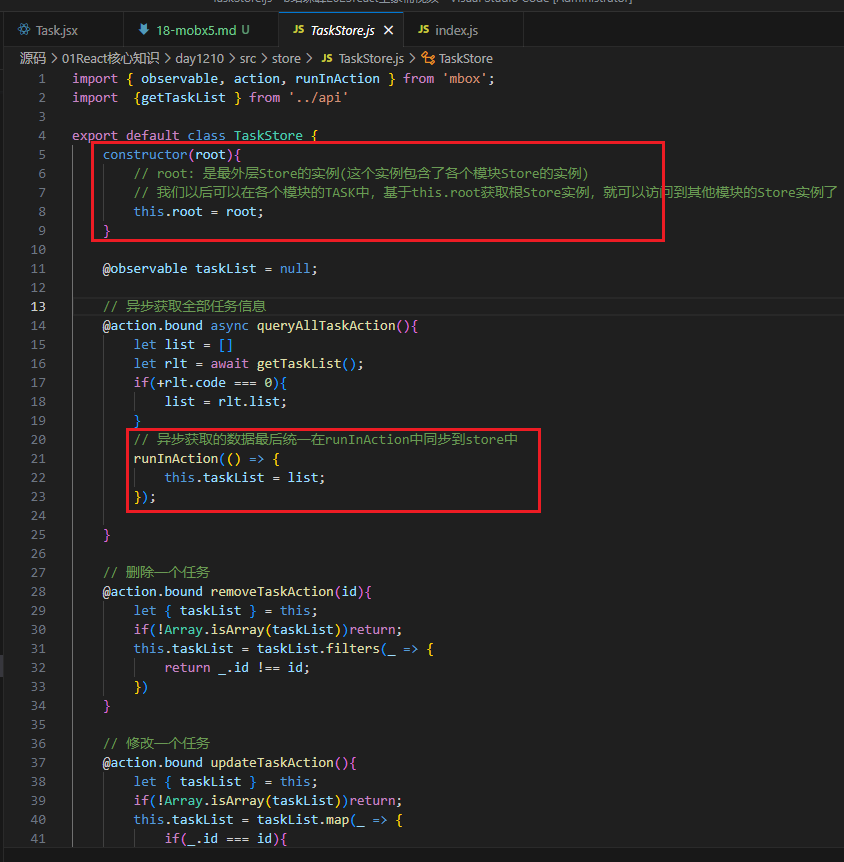 Task.jsx 18-mobx5.md U JS TaskStore.js × JS index.js
源码 > 01React核心知识 > day1210 > src > store > JS TaskStore.js > TaskStore
1 import { observable, action, runInAction } from 'mbox';
2 import {getTaskList } from '../api'
3
4 export default class TaskStore {
5 constructor(root){
6 // root: 是最外层Store的实例(这个实例包含了各个模块Store的实例)
7 // 我们以后可以在各个模块的TASK中，基于this.root获取根Store实例，就可以访问到其他模块的Store实例了
8 this.root = root;
9 }
10
11 @observable taskList = null;
12
13 // 异步获取全部任务信息
14 @action.bound async queryAllTaskAction(){
15 let list = []
16 let rlt = await getTaskList();
17 if(+rlt.code === 0){
18 list = rlt.list;
19 }
20 // 异步获取的数据最后统一在runInAction中同步到store中
21 runInAction(() => {
22 this.taskList = list;
23 });
24
25 }
26
27 // 删除一个任务
28 @action.bound removeTaskAction(id){
29 let { taskList } = this;
30 if(!Array.isArray(taskList))return;
31 this.taskList = taskList.filters(_ => {
32 return _.id !== id;
33 })
34 }
35
36 // 修改一个任务
37 @action.bound updateTaskAction(){
38 let { taskList } = this;
39 if(!Array.isArray(taskList))return;
40 this.taskList = taskList.map(_ => {
41 if(_.id === id){